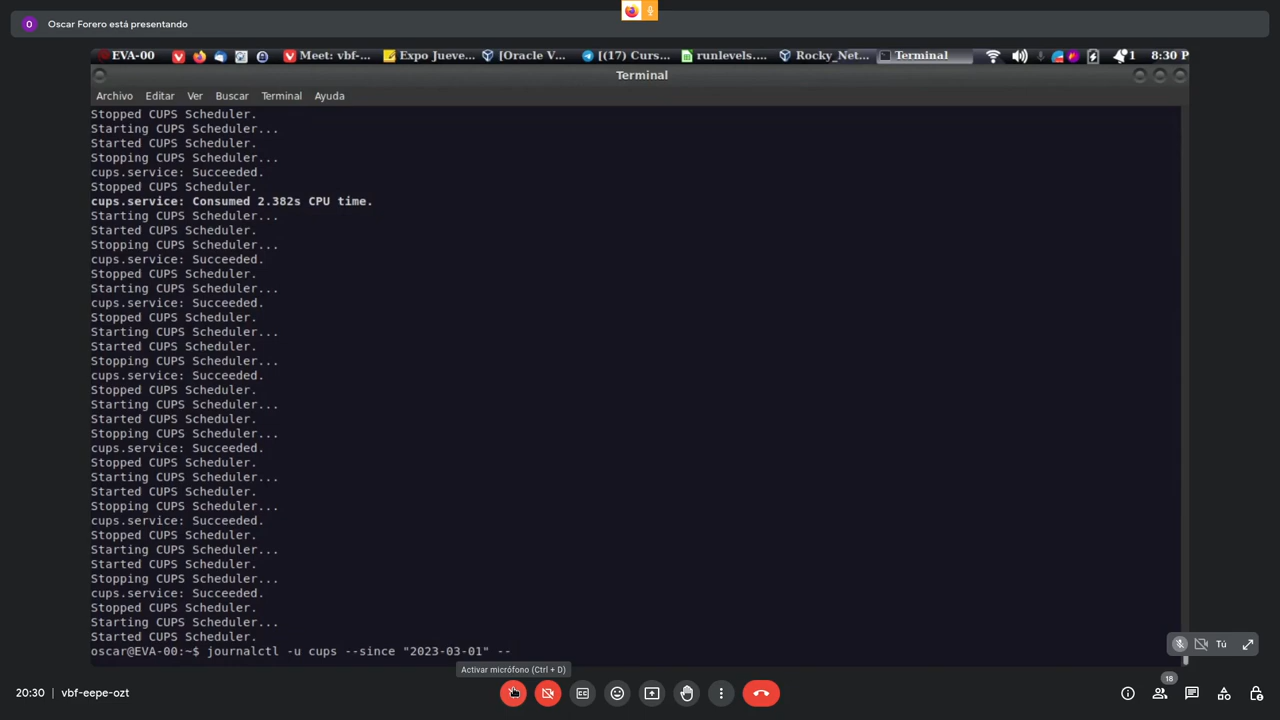 O Oscar Forero está presentando
EVA-00 Meet: vbf-... Expo Jueve... [Oracle V... [(17) Curs... runlevels.... Rocky_Net... Terminal 1 8:30 P
Terminal
Archivo Editar Ver Buscar Terminal Ayuda
Stopped CUPS Scheduler.
Starting CUPS Scheduler...
Started CUPS Scheduler.
Stopping CUPS Scheduler...
cups.service: Succeeded.
Stopped CUPS Scheduler.
cups.service: Consumed 2.382s CPU time.
Starting CUPS Scheduler...
Started CUPS Scheduler.
Stopping CUPS Scheduler...
cups.service: Succeeded.
Stopped CUPS Scheduler.
Starting CUPS Scheduler...
cups.service: Succeeded.
Stopped CUPS Scheduler.
Starting CUPS Scheduler...
Started CUPS Scheduler.
Stopping CUPS Scheduler...
cups.service: Succeeded.
Stopped CUPS Scheduler.
Starting CUPS Scheduler...
Started CUPS Scheduler.
Stopping CUPS Scheduler...
cups.service: Succeeded.
Stopped CUPS Scheduler.
Starting CUPS Scheduler...
Started CUPS Scheduler.
Stopping CUPS Scheduler...
cups.service: Succeeded.
Stopped CUPS Scheduler.
Starting CUPS Scheduler...
Started CUPS Scheduler.
Stopping CUPS Scheduler...
cups.service: Succeeded.
Stopped CUPS Scheduler.
Starting CUPS Scheduler...
Started CUPS Scheduler.
oscar@EVA-00:~$ journalctl -u cups --since "2023-03-01" --
Tú
Activar micrófono (Ctrl + D)
20:30 vbf-eepe-ozt
18